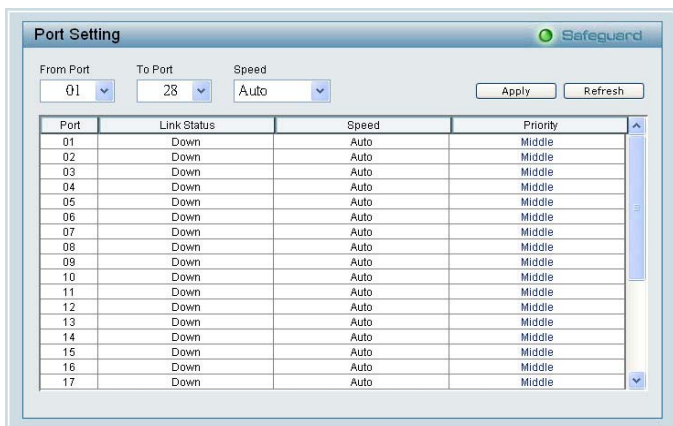 Port Setting
Safeguard
From Port To Port Speed
01 28 Auto
Apply Refresh
Port Link Status Speed Priority
01 Down Auto Middle
02 Down Auto Middle
03 Down Auto Middle
04 Down Auto Middle
05 Down Auto Middle
06 Down Auto Middle
07 Down Auto Middle
08 Down Auto Middle
09 Down Auto Middle
10 Down Auto Middle
11 Down Auto Middle
12 Down Auto Middle
13 Down Auto Middle
14 Down Auto Middle
15 Down Auto Middle
16 Down Auto Middle
17 Down Auto Middle